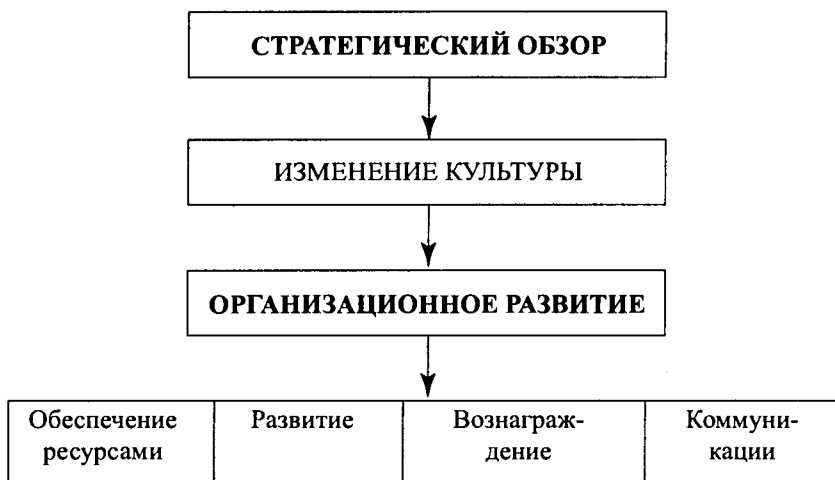 СТРАТЕГИЧЕСКИЙ ОБЗОР
ИЗМЕНЕНИЕ КУЛЬТУРЫ
ОРГАНИЗАЦИОННОЕ РАЗВИТИЕ
Обеспечение
ресурсами
Развитие
Вознаграж-
дение
Коммуни-
кации